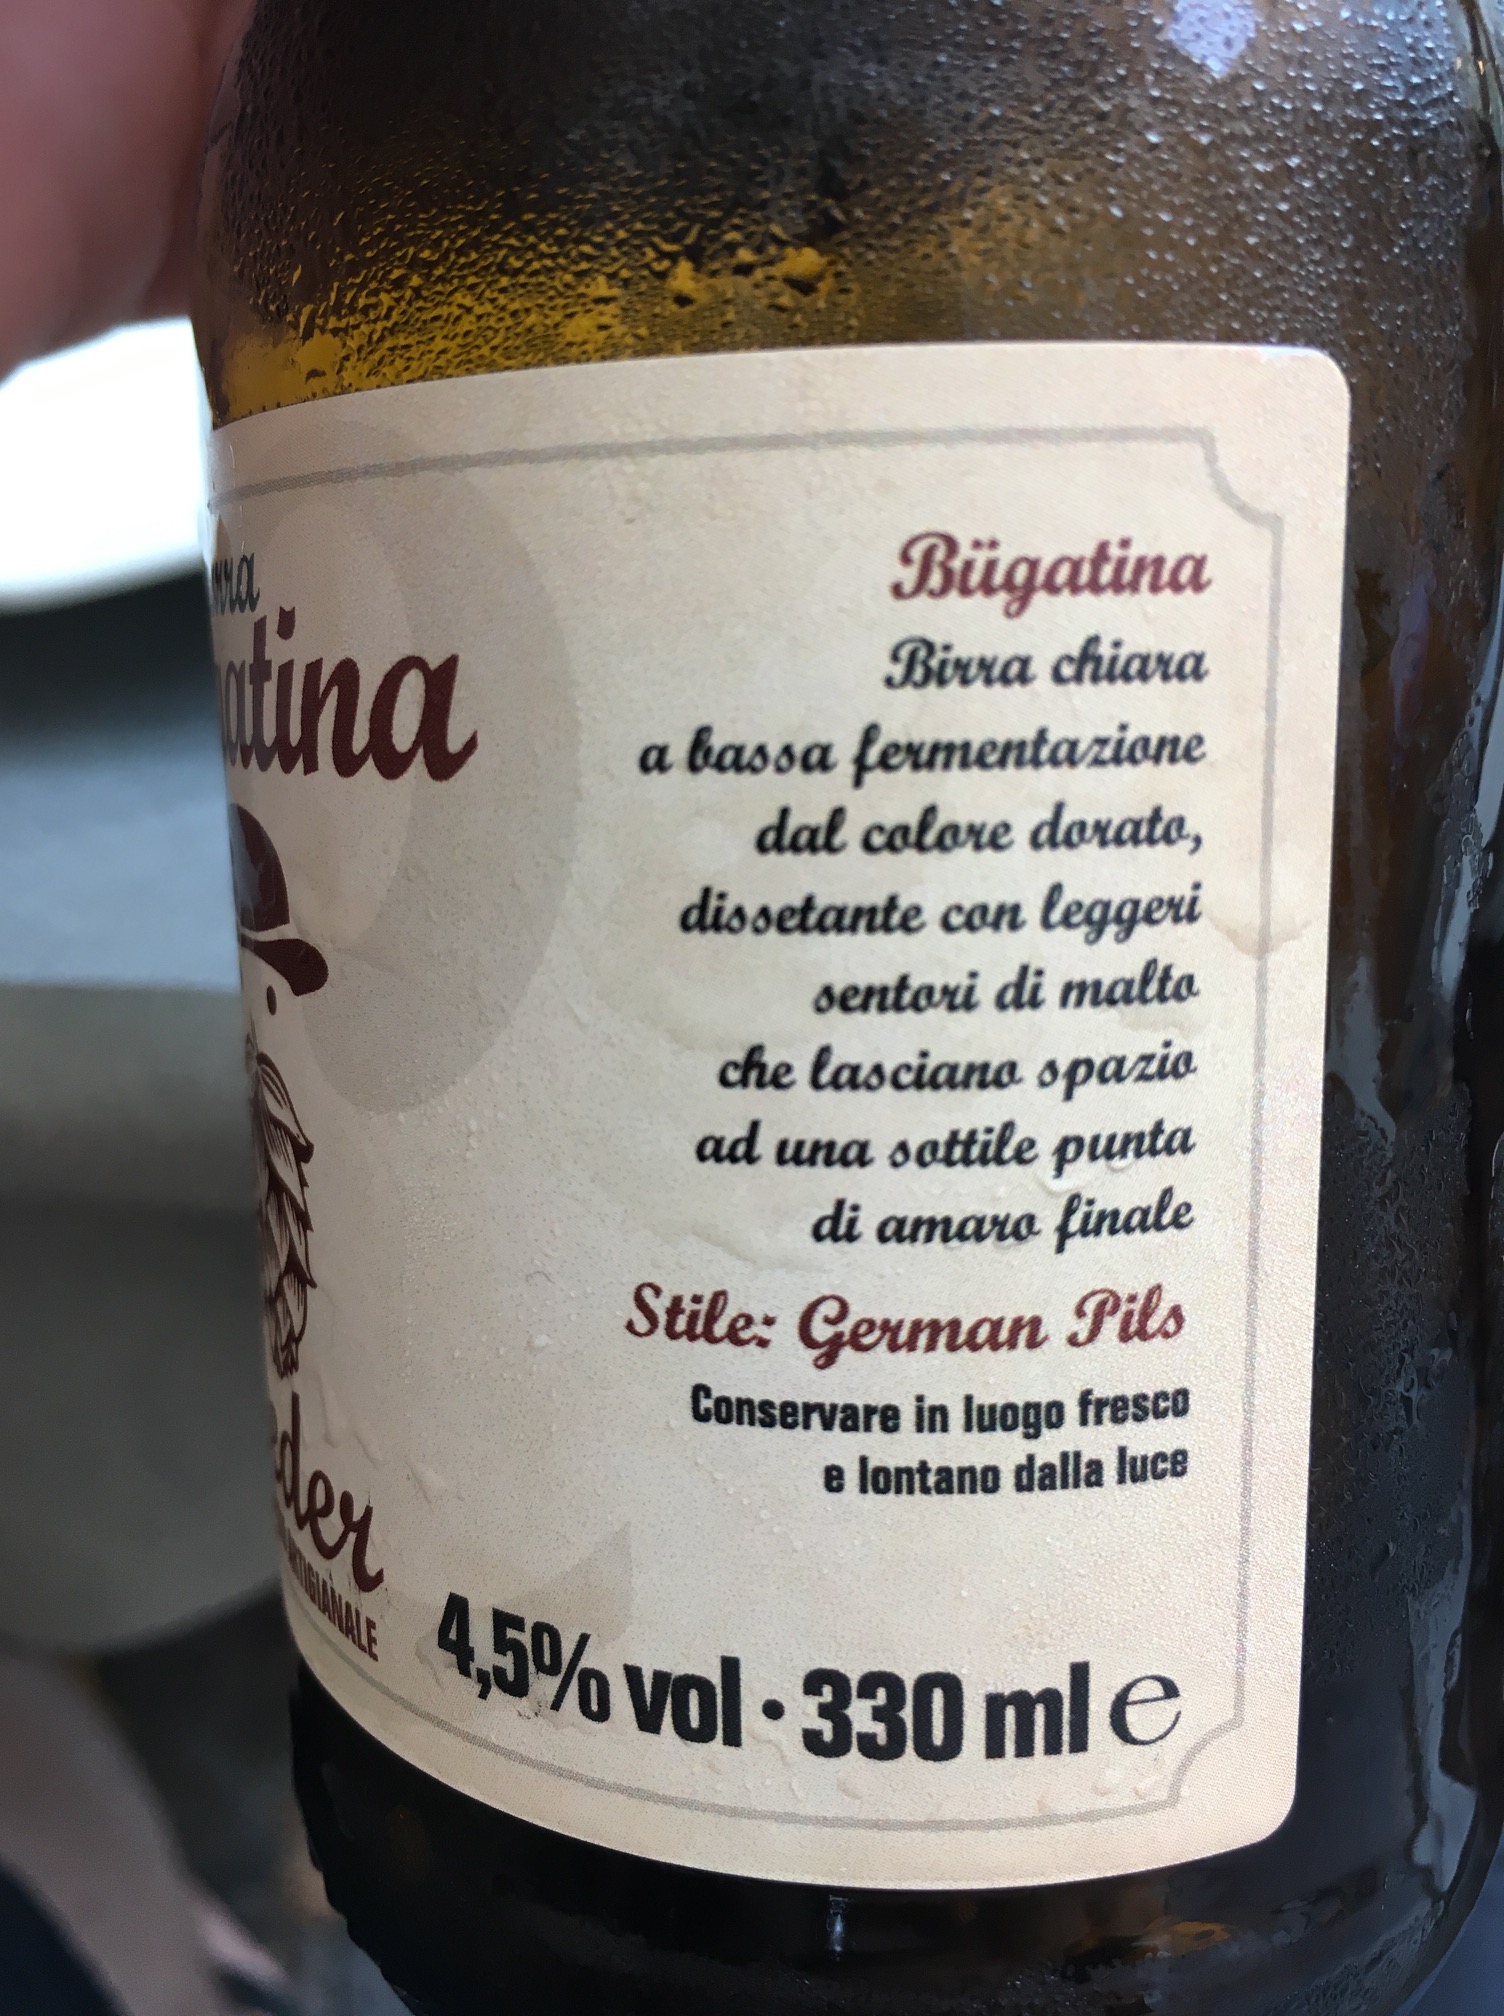 Bügatina
Birra chiara
a bassa fermentazione
dal colore dorato,
dissetante con leggeri
sentori di malto
che lasciano spazio
ad una sottile punta
di amaro finale
Stile: German Pils
Conservare in luogo fresco
e lontano dalla luce
ARTIGIANALE
4,5% vol · 330 ml e